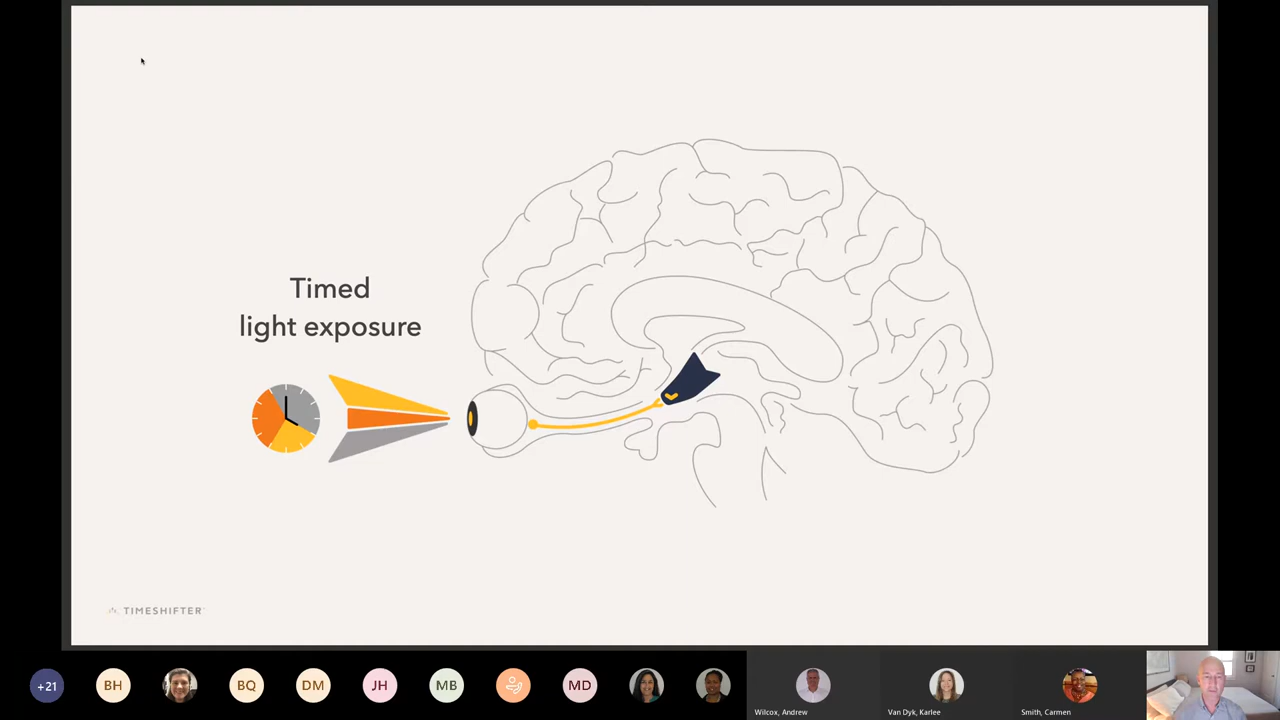 Timed
light exposure
TIMESHIFTER
+21
BH
BQ
DM
JH
MB
MD
Wilcox, Andrew
Van Dyk, Karlee
Smith, Carmen